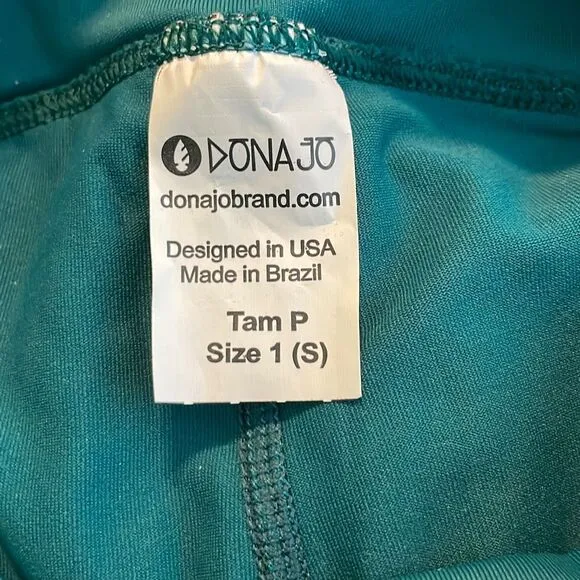 DONAJO
donajobrand.com
Designed in USA
Made in Brazil
Tam P
Size 1 (S)